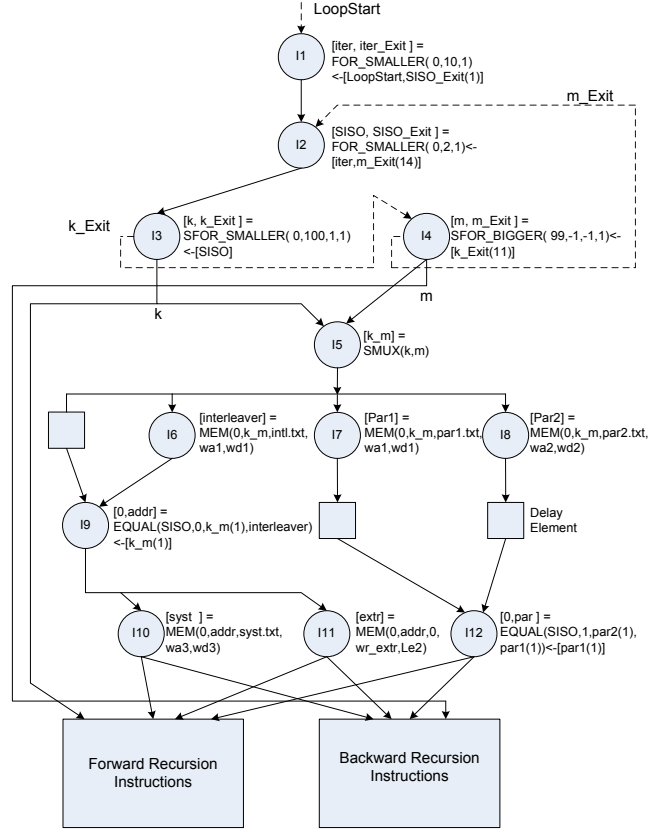 LoopStart
I1
[iter, iter_Exit ] =
FOR_SMALLER( 0,10,1)
<-[LoopStart,SISO_Exit(1)]
m_Exit
I2
[SISO, SISO_Exit ] =
FOR_SMALLER( 0,2,1)<-
[iter,m_Exit(14)]
k_Exit
I3
[k, k_Exit ] =
SFOR_SMALLER( 0,100,1,1)
<-[SISO]
I4
[m, m_Exit ] =
SFOR_BIGGER( 99,-1,-1,1)<-
[k_Exit(11)]
k
m
I5
[k_m] =
SMUX(k,m)
I6
[interleaver] =
MEM(0,k_m,intl.txt,
wa1,wd1)
I7
[Par1] =
MEM(0,k_m,par1.txt,
wa1,wd1)
I8
[Par2] =
MEM(0,k_m,par2.txt,
wa2,wd2)
I9
[0,addr] =
EQUAL(SISO,0,k_m(1),interleaver)
<-[k_m(1)]
Delay
Element
I10
[syst ] =
MEM(0,addr,syst.txt,
wa3,wd3)
I11
[extr] =
MEM(0,addr,0,
wr_extr,Le2)
I12
[0,par ] =
EQUAL(SISO,1,par2(1),
par1(1))<-[par1(1)]
Forward Recursion
Instructions
Backward Recursion
Instructions